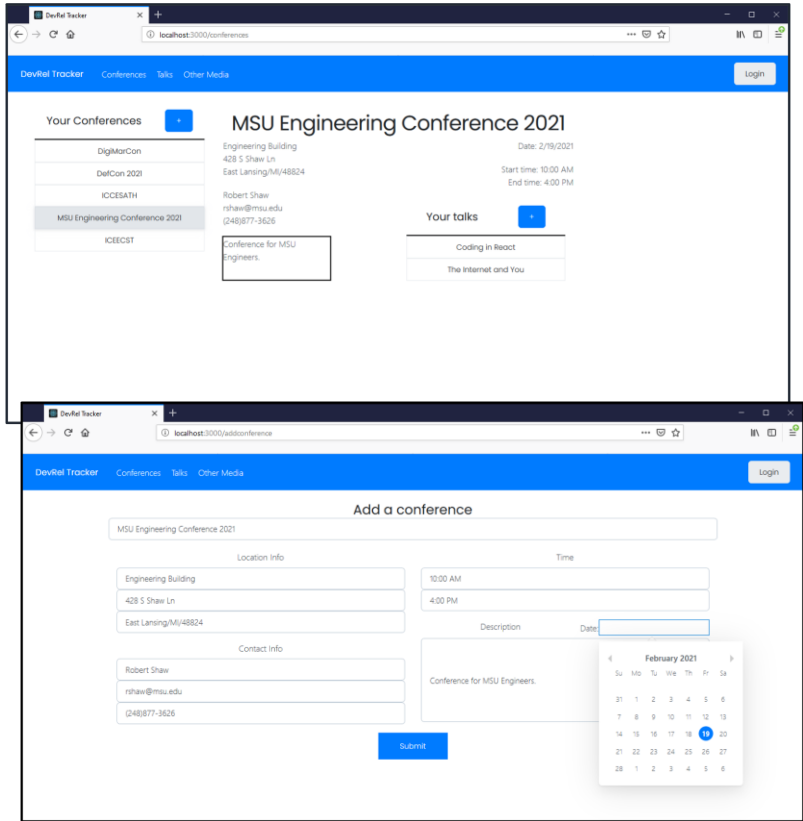 DevRel Tracker
localhost:3000/conferences
DevRel Tracker Conferences Talks Other Media Login
Your Conferences +
DigiMarCon
DefCon 2021
ICCESATH
MSU Engineering Conference 2021
ICEECST
MSU Engineering Conference 2021
Engineering Building
428 S Shaw Ln
East Lansing/MI/48824
Robert Shaw
rshaw@msu.edu
(248)877-3626
Conference for MSU
Engineers.
Date: 2/19/2021
Start time: 10:00 AM
End time: 4:00 PM
Your talks +
Coding in React
The Internet and You
DevRel Tracker
localhost:3000/addconference
DevRel Tracker Conferences Talks Other Media Login
Add a conference
MSU Engineering Conference 2021
Location Info
Engineering Building
428 S Shaw Ln
East Lansing/MI/48824
Contact Info
Robert Shaw
rshaw@msu.edu
(248)877-3626
Time
10:00 AM
4:00 PM
Description Date:
Conference for MSU Engineers.
February 2021
Su Mo Tu We Th Fr Sa
31 1 2 3 4 5 6
7 8 9 10 11 12 13
14 15 16 17 18 19 20
21 22 23 24 25 26 27
28 1 2 3 4 5 6
Submit